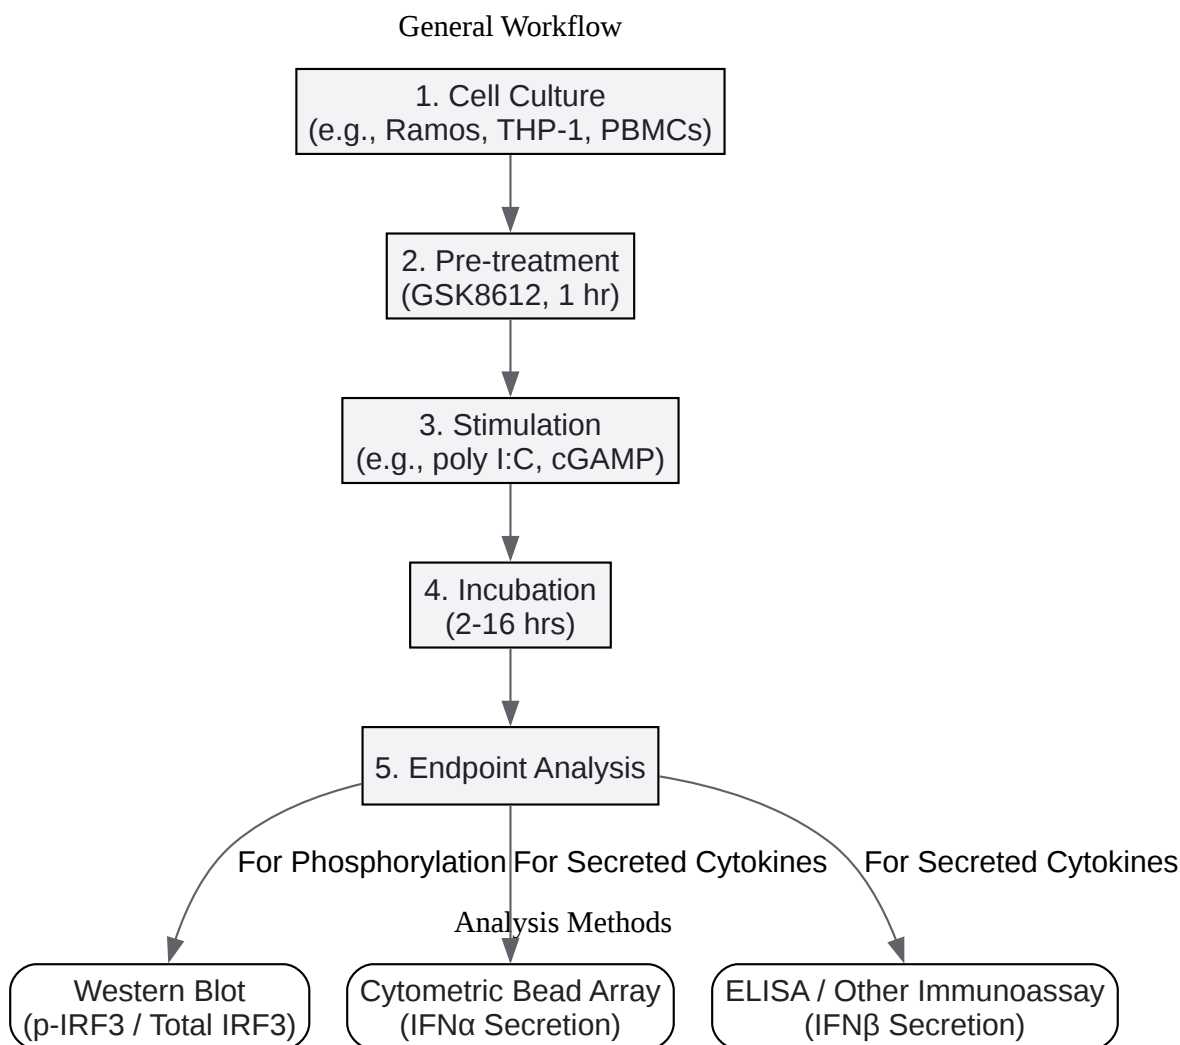 General Workflow
1. Cell Culture
(e.g., Ramos, THP-1, PBMCs)
2. Pre-treatment
(GSK8612, 1 hr)
3. Stimulation
(e.g., poly I:C, cGAMP)
4. Incubation
(2-16 hrs)
5. Endpoint Analysis
For Phosphorylation
For Secreted Cytokines
For Secreted Cytokines
Analysis Methods
Western Blot
(p-IRF3 / Total IRF3)
Cytometric Bead Array
(IFNα Secretion)
ELISA / Other Immunoassay
(IFNβ Secretion)